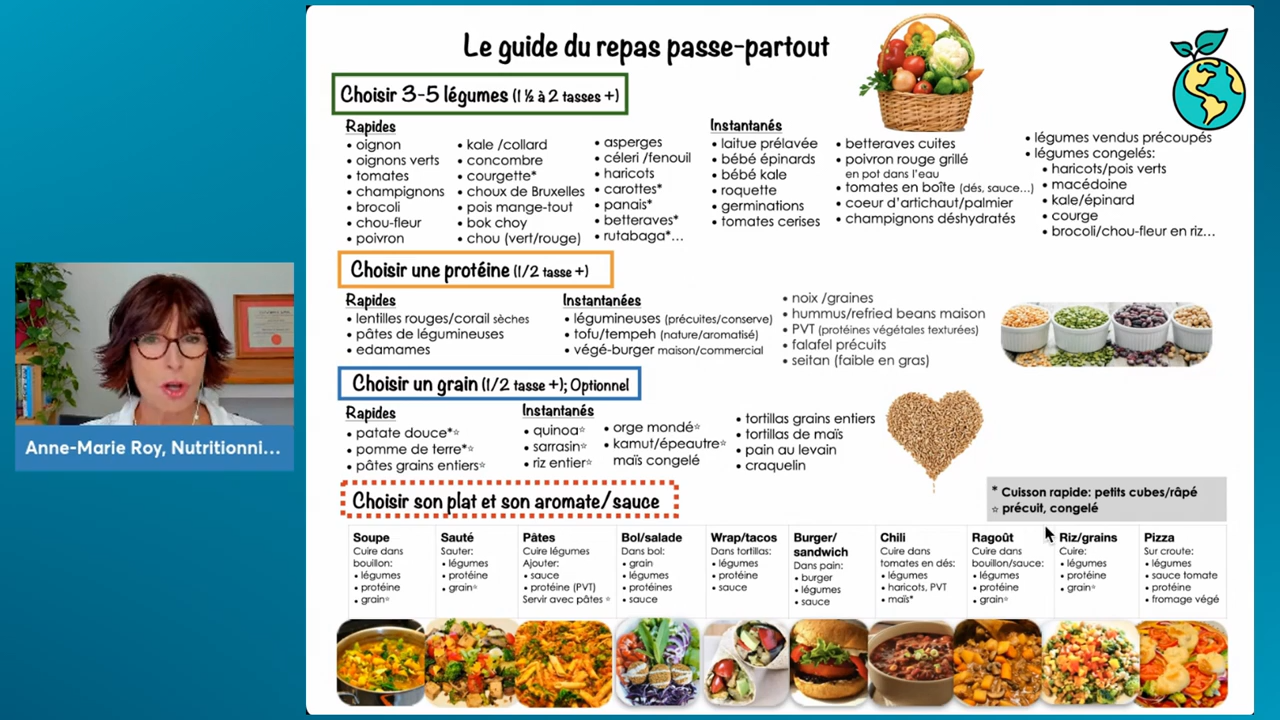 Le guide du repas passe-partout
Choisir 3-5 légumes (1 ½ à 2 tasses +)
Rapides
• oignon
• oignons verts
• tomates
• champignons
• brocoli
• chou-fleur
• poivron
• kale /collard
• concombre
• courgette*
• choux de Bruxelles
• pois mange-tout
• bok choy
• chou (vert/rouge)
• asperges
• céleri /fenouil
• haricots
• carottes*
• panais*
• betteraves*
• rutabaga*…
Instantanés
• laitue prélavée
• bébé épinards
• bébé kale
• roquette
• germinations
• tomates cerises
• betteraves cuites
• poivron rouge grillé
en pot dans l’eau
• tomates en boîte (dés, sauce…)
• coeur d’artichaut/palmier
• champignons déshydratés
• légumes vendus précoupés
• légumes congelés:
• haricots/pois verts
• macédoine
• kale/épinard
• courge
• brocoli/chou-fleur en riz…
Choisir une protéine (1/2 tasse +)
Rapides
• lentilles rouges/corail sèches
• pâtes de légumineuses
• edamames
Instantanées
• légumineuses (précuites/conserve)
• tofu/tempeh (nature/aromatisé)
• végé-burger maison/commercial
• noix /graines
• hummus/refried beans maison
• PVT (protéines végétales texturées)
• falafel précuits
• seitan (faible en gras)
Choisir un grain (1/2 tasse +); Optionnel
Rapides
• patate douce*☆
• pomme de terre*☆
• pâtes grains entiers☆
Instantanés
• quinoa☆
• sarrasin☆
• riz entier☆
• orge mondé☆
• kamut/épeautre☆
maïs congelé
• tortillas grains entiers
• tortillas de maïs
• pain au levain
• craquelin
Anne-Marie Roy, Nutritionni...
Choisir son plat et son aromate/sauce
* Cuisson rapide: petits cubes/râpé
☆ précuit, congelé
Soupe
Cuire dans
bouillon:
• légumes
• protéine
• grain☆
Sauté
Sauter:
• légumes
• protéine
• grain☆
Pâtes
Cuire légumes
Ajouter:
• sauce
• protéine (PVT)
Servir avec pâtes ☆
Bol/salade
Dans bol:
• grain
• légumes
• protéines
• sauce
Wrap/tacos
Dans tortillas:
• légumes
• protéine
• sauce
Burger/
sandwich
Dans pain:
• burger
• légumes
• sauce
Chili
Cuire dans
tomates en dés:
• légumes
• haricots, PVT
• maïs*
Ragoût
Cuire dans
bouillon/sauce:
• légumes
• protéine
• grain☆
Riz/grains
Cuire:
• légumes
• protéine
• grain☆
Pizza
Sur croute:
• légumes
• sauce tomate
• protéine
• fromage végé